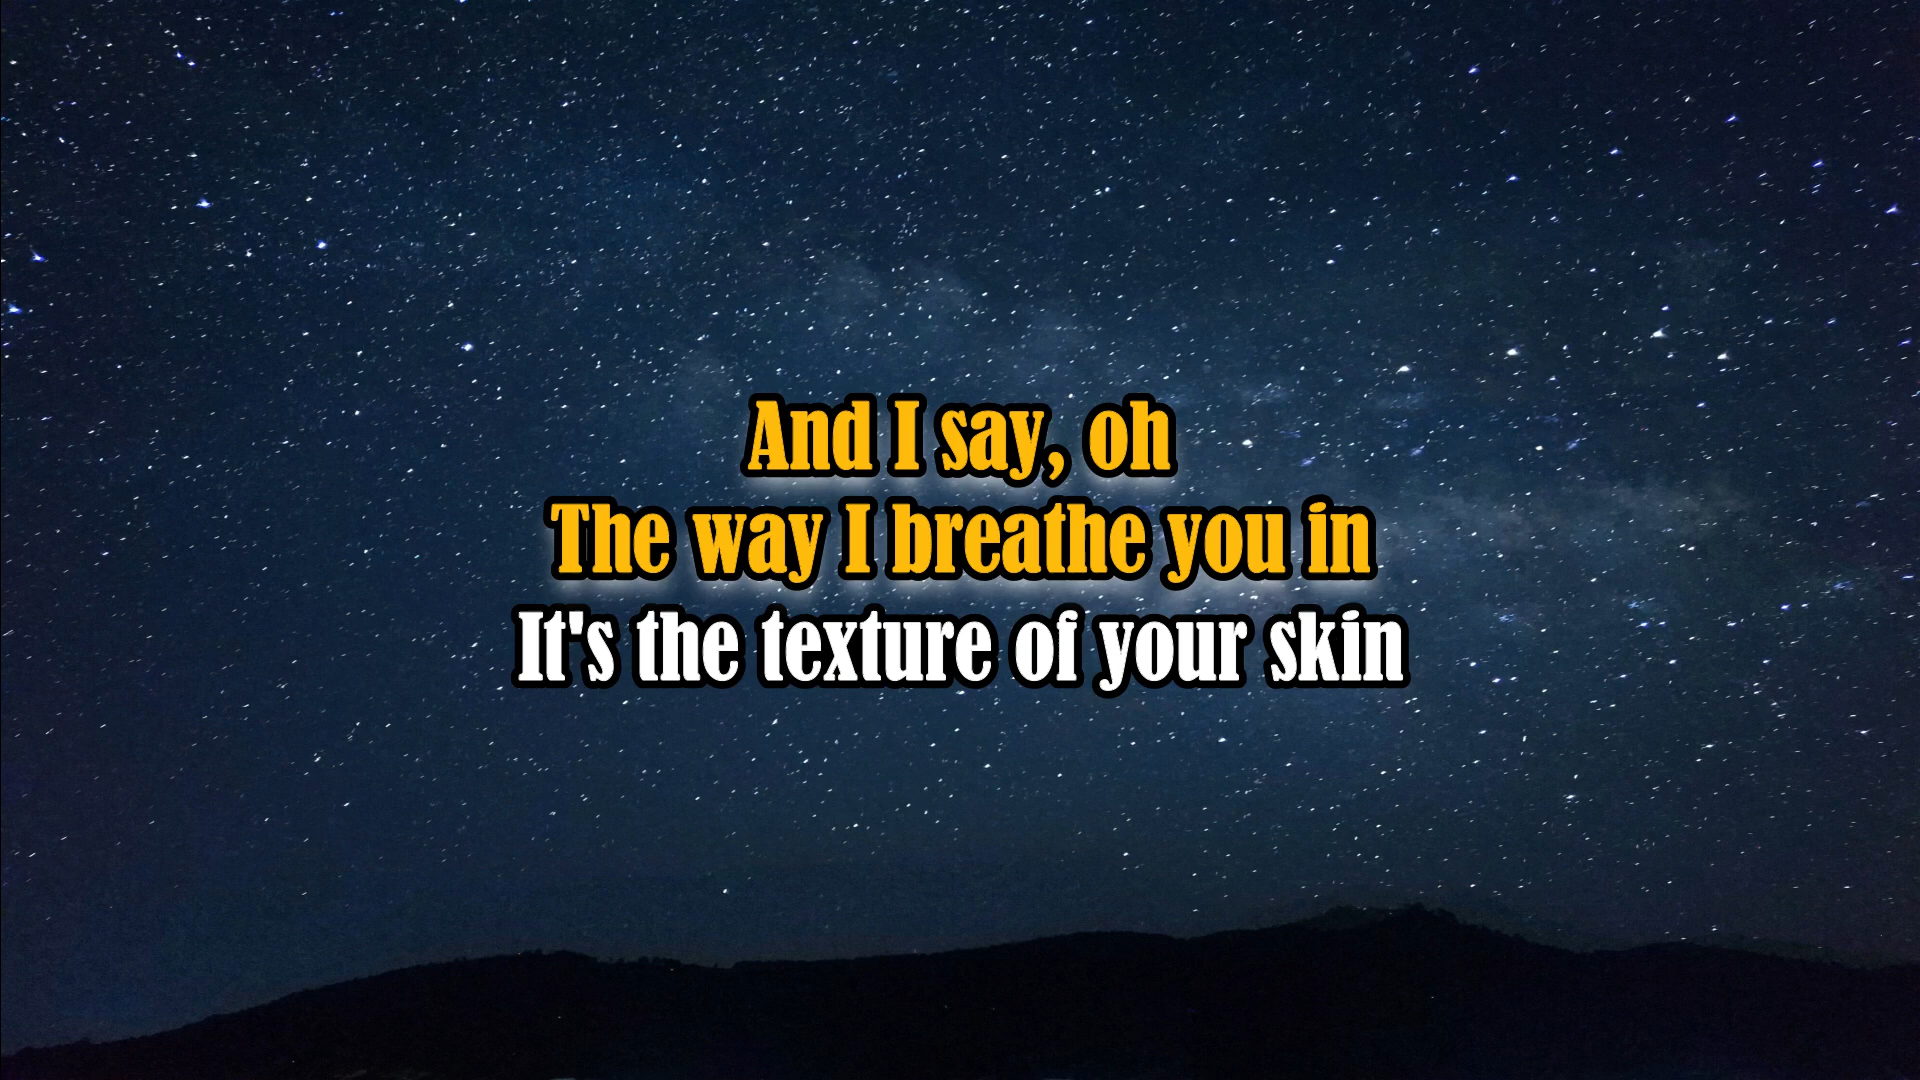 And I say, oh
The way I breathe you in
It's the texture of your skin